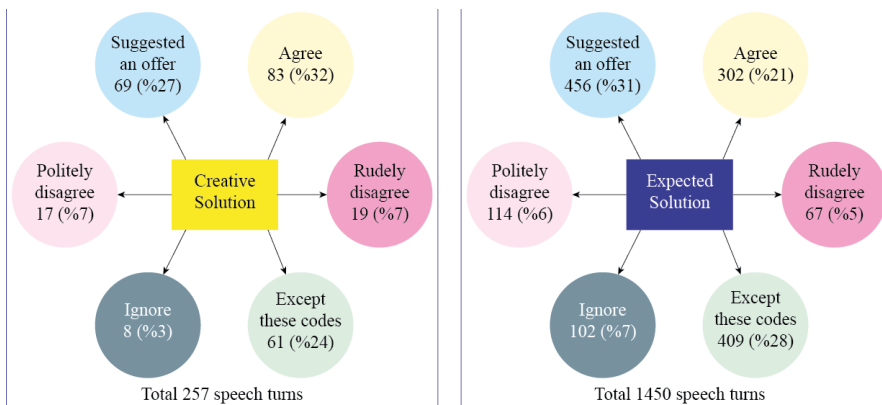 Suggested
an offer
69 (%27)
Agree
83 (%32)
Politely
disagree
17 (%7)
Creative
Solution
Rudely
disagree
19 (%7)
Ignore
8 (%3)
Except
these codes
61 (%24)
Total 257 speech turns
Suggested
an offer
456 (%31)
Agree
302 (%21)
Politely
disagree
114 (%6)
Expected
Solution
Rudely
disagree
67 (%5)
Ignore
102 (%7)
Except
these codes
409 (%28)
Total 1450 speech turns